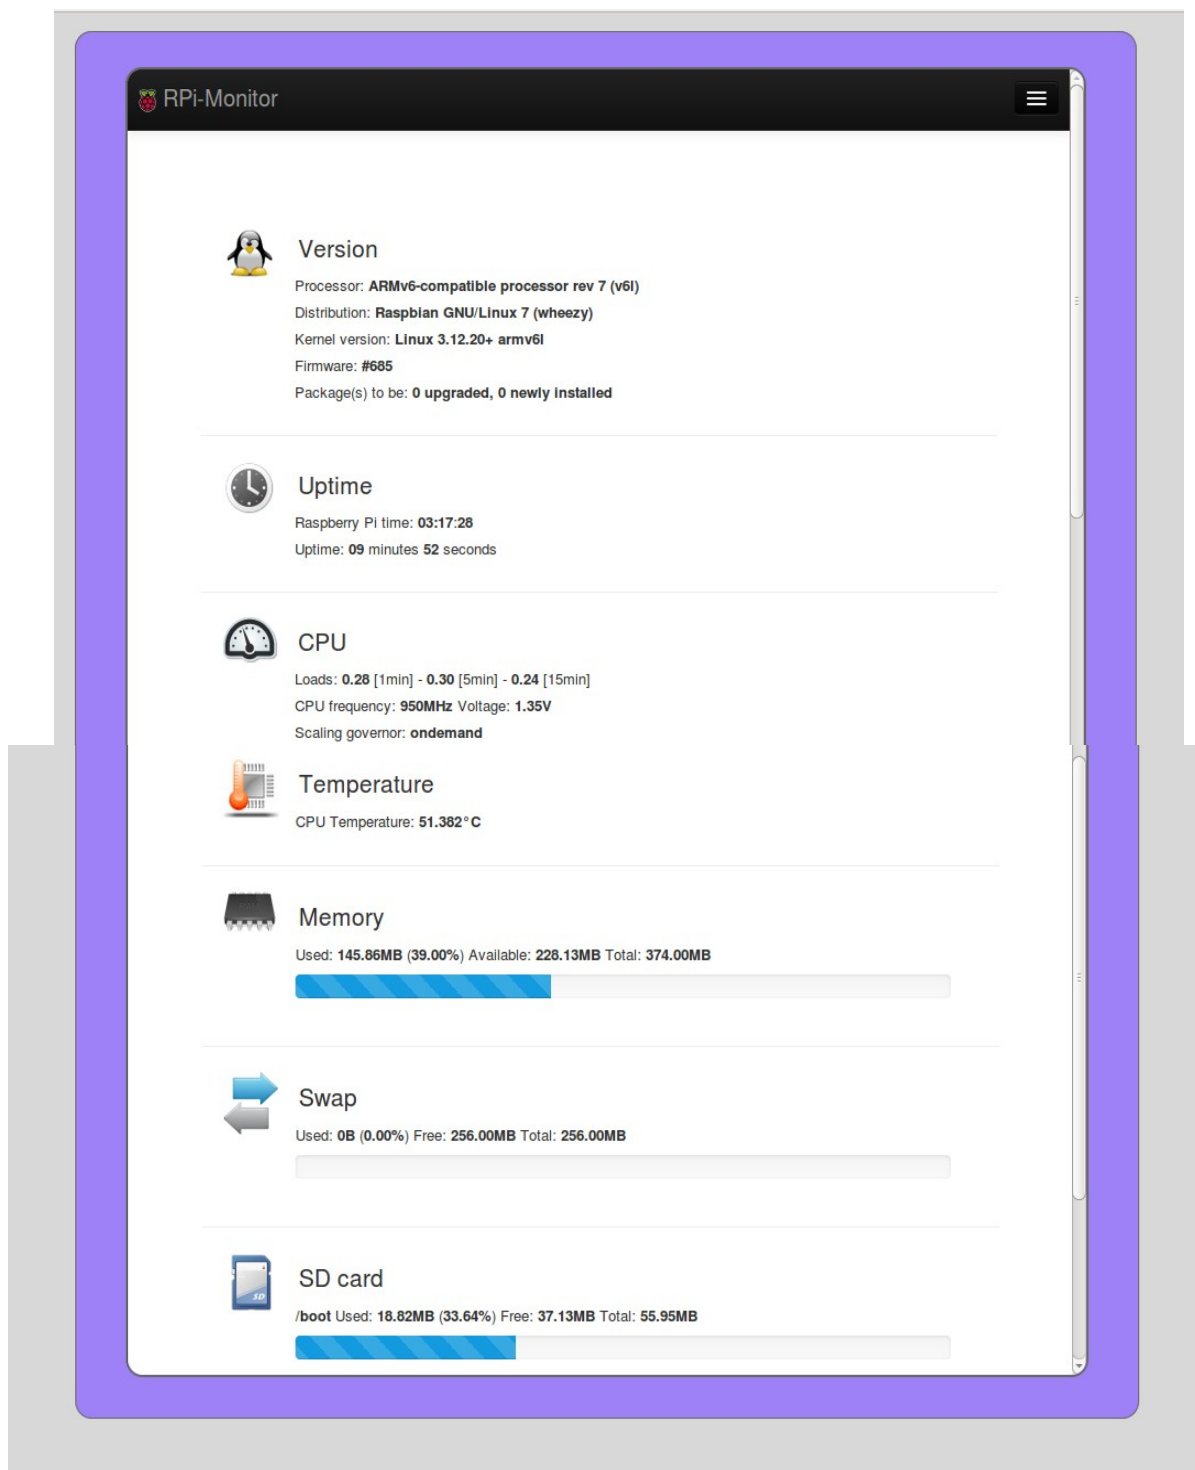 RPi-Monitor
Version
Processor: ARMv6-compatible processor rev 7 (v6l)
Distribution: Raspbian GNU/Linux 7 (wheezy)
Kernel version: Linux 3.12.20+ armv6l
Firmware: #685
Package(s) to be: 0 upgraded, 0 newly installed
Uptime
Raspberry Pi time: 03:17:28
Uptime: 09 minutes 52 seconds
CPU
Loads: 0.28 [1min] - 0.30 [5min] - 0.24 [15min]
CPU frequency: 950MHz Voltage: 1.35V
Scaling governor: ondemand
Temperature
CPU Temperature: 51.382°C
Memory
Used: 145.86MB (39.00%) Available: 228.13MB Total: 374.00MB
Swap
Used: 0B (0.00%) Free: 256.00MB Total: 256.00MB
SD
SD card
/boot Used: 18.82MB (33.64%) Free: 37.13MB Total: 55.95MB